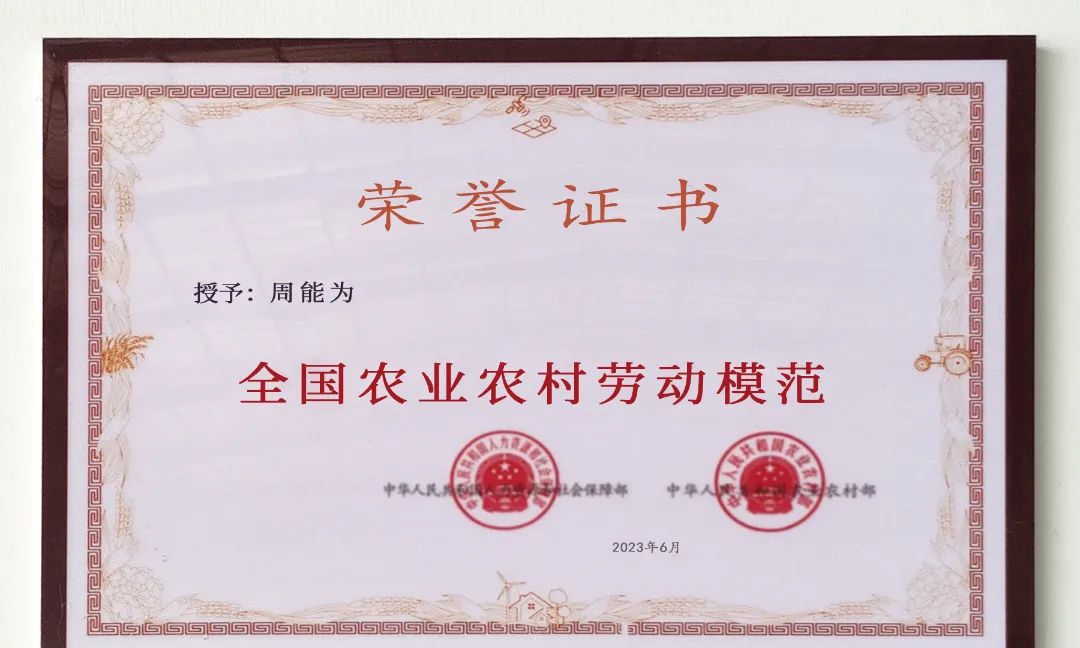 荣誉证书
授予：周能为
全国农业农村劳动模范
中华人民共和国人力资源和社会保障部 中华人民共和国农业农村部
2023年6月